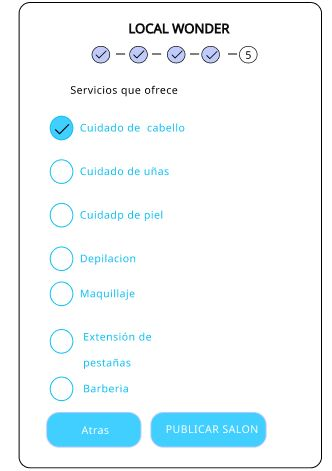 LOCAL WONDER
5
Servicios que ofrece
Cuidado de cabello
Cuidado de uñas
Cuidadp de piel
Depilacion
Maquillaje
Extensión de
pestañas
Barberia
Atras
PUBLICAR SALON